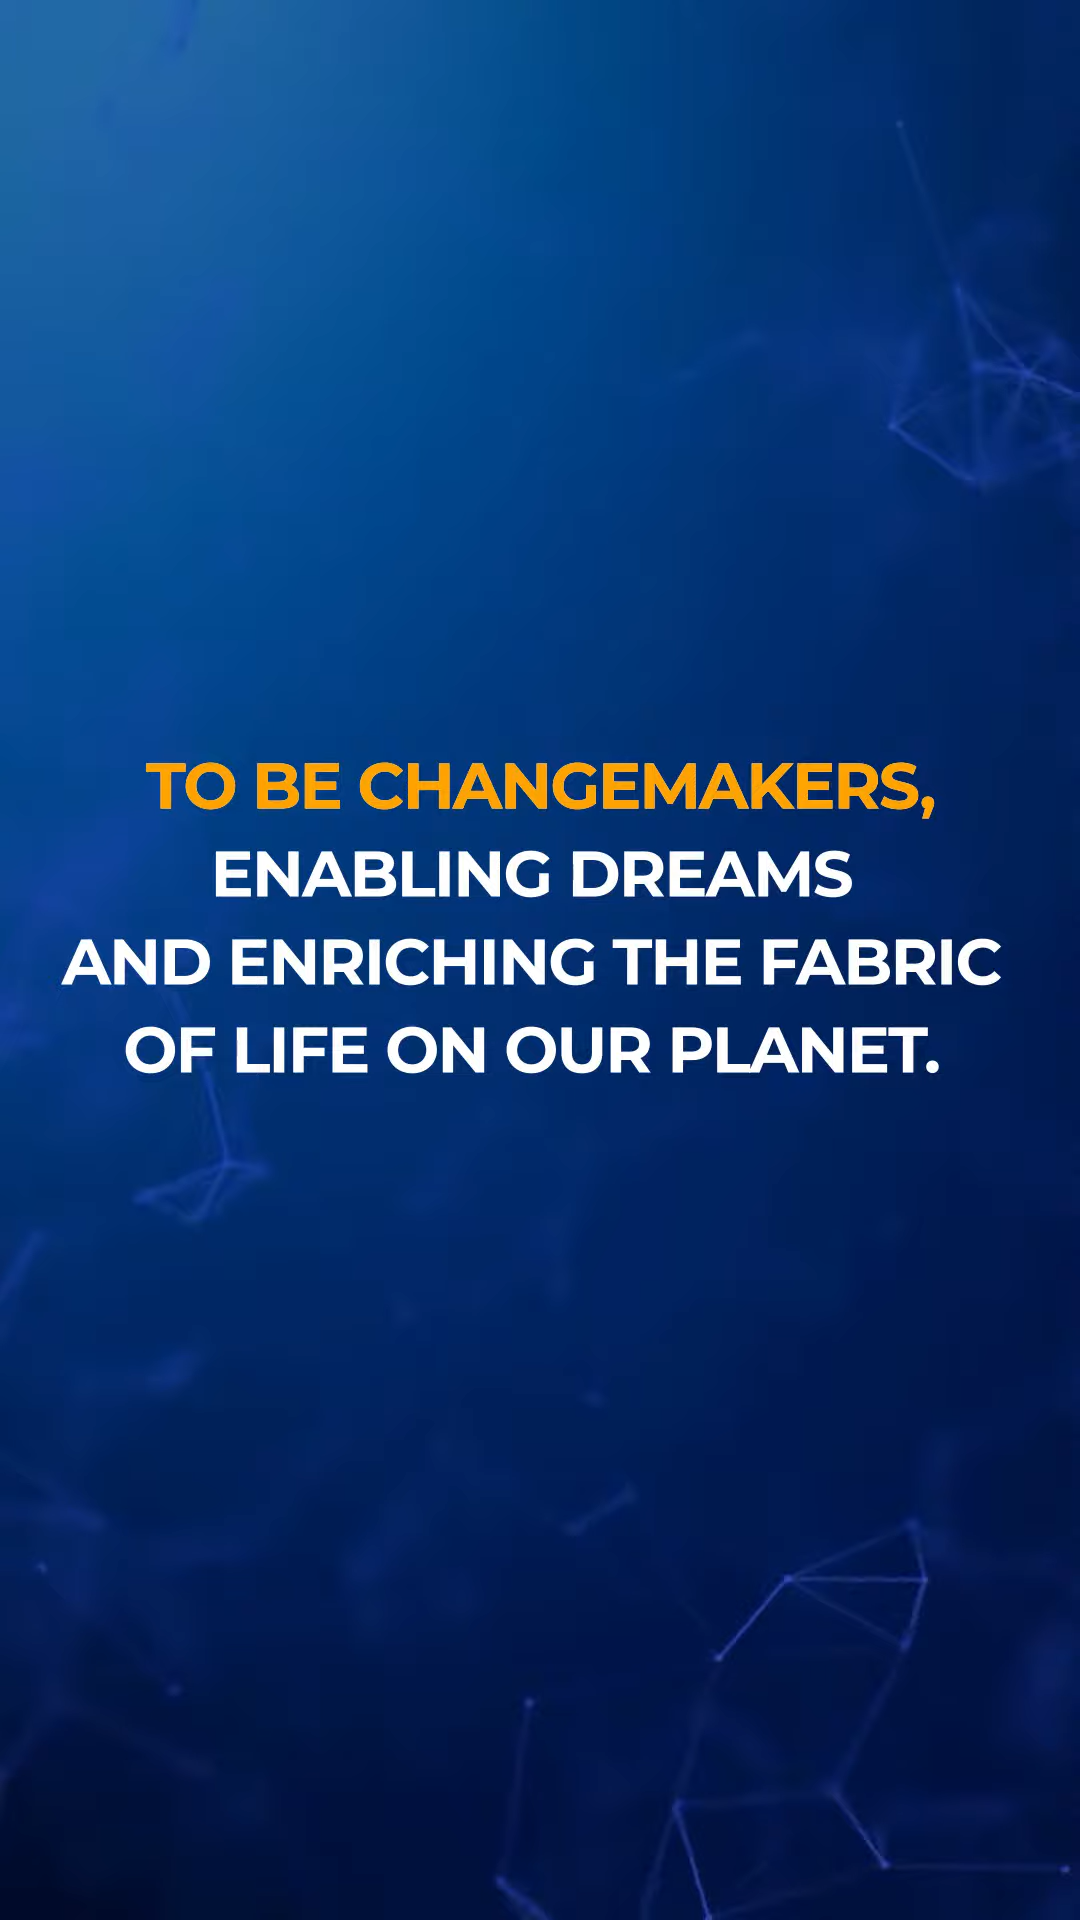 TO BE CHANGEMAKERS,
ENABLING DREAMS
AND ENRICHING THE FABRIC
OF LIFE ON OUR PLANET.